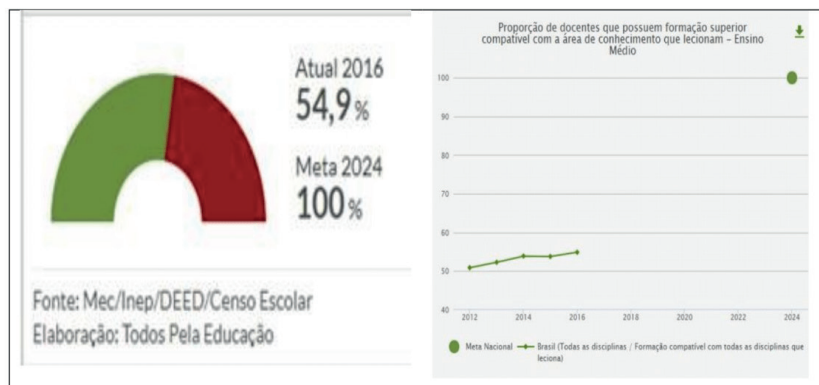 Atual 2016
54,9 %
Meta 2024
100 %
Fonte: Mec/Inep/DEED/Censo Escolar
Elaboração: Todos Pela Educação
Proporção de docentes que possuem formação superior
compatível com a área de conhecimento que lecionam – Ensino
Médio
100
90
80
70
60
50
40
2012
2014
2016
2018
2020
2022
2024
Meta Nacional
Brasil (Todas as disciplinas / Formação compatível com todas as disciplinas que
leciona)